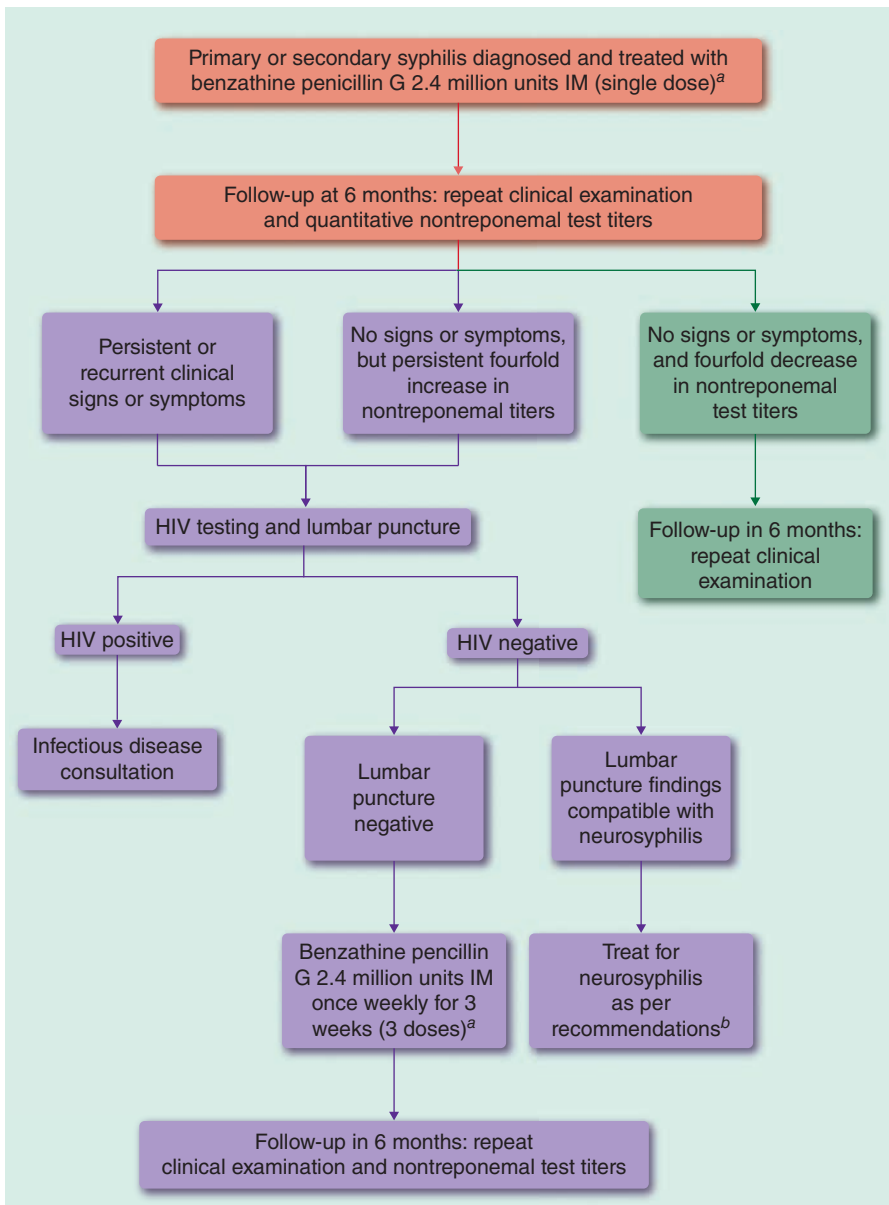 Primary or secondary syphilis diagnosed and treated with
benzathine penicillin G 2.4 million units IM (single dose)a
Follow-up at 6 months: repeat clinical examination
and quantitative nontreponemal test titers
Persistent or
recurrent clinical
signs or symptoms
No signs or symptoms,
but persistent fourfold
increase in
nontreponemal titers
No signs or symptoms,
and fourfold decrease
in nontreponemal
test titers
HIV testing and lumbar puncture
Follow-up in 6 months:
repeat clinical
examination
HIV positive
HIV negative
Infectious disease
consultation
Lumbar
puncture
negative
Lumbar
puncture findings
compatible with
neurosyphilis
Benzathine pencillin
G 2.4 million units IM
once weekly for 3
weeks (3 doses)a
Treat for
neurosyphilis
as per
recommendationsb
Follow-up in 6 months: repeat
clinical examination and nontreponemal test titers